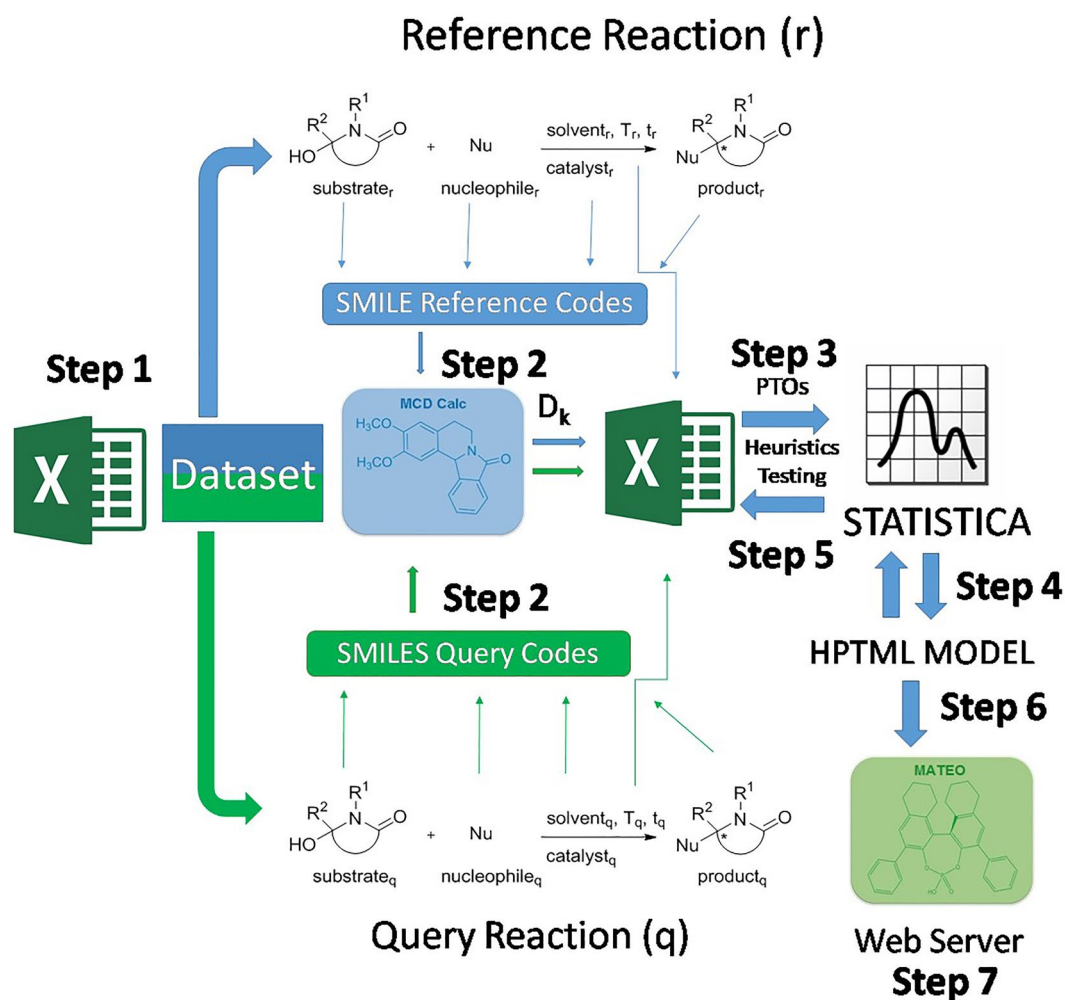 Reference Reaction (r)
R1
R2 N O
HO
+ Nu
solventr, Tr, tr
catalystr
R1
R2 N O
Nu *
substrater
nucleophiler
productr
SMILE Reference Codes
Step 1
Step 2
Step 3
X
Dataset
MCD Calc
H3CO
H3CO
N
O
Dk
X
PTOs
Heuristics
Testing
STATISTICA
Step 5
Step 4
Step 2
SMILES Query Codes
HPTML MODEL
Step 6
R1
R2 N O
HO
+ Nu
solventq, Tq, tq
catalystq
R1
R2 N O
Nu *
substrateq
nucleophileq
productq
MATEO
O O
P
HO O
Query Reaction (q)
Web Server
Step 7